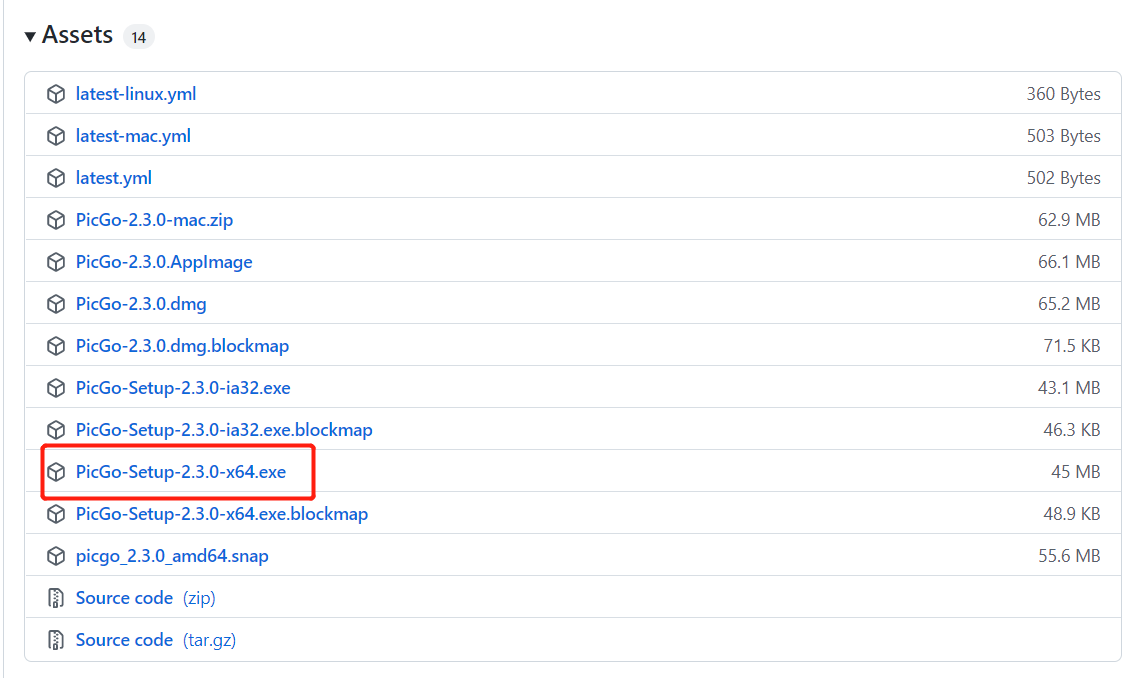 Assets 14
latest-linux.yml 360 Bytes
latest-mac.yml 503 Bytes
latest.yml 502 Bytes
PicGo-2.3.0-mac.zip 62.9 MB
PicGo-2.3.0.AppImage 66.1 MB
PicGo-2.3.0.dmg 65.2 MB
PicGo-2.3.0.dmg.blockmap 71.5 KB
PicGo-Setup-2.3.0-ia32.exe 43.1 MB
PicGo-Setup-2.3.0-ia32.exe.blockmap 46.3 KB
PicGo-Setup-2.3.0-x64.exe 45 MB
PicGo-Setup-2.3.0-x64.exe.blockmap 48.9 KB
picgo_2.3.0_amd64.snap 55.6 MB
Source code (zip)
Source code (tar.gz)